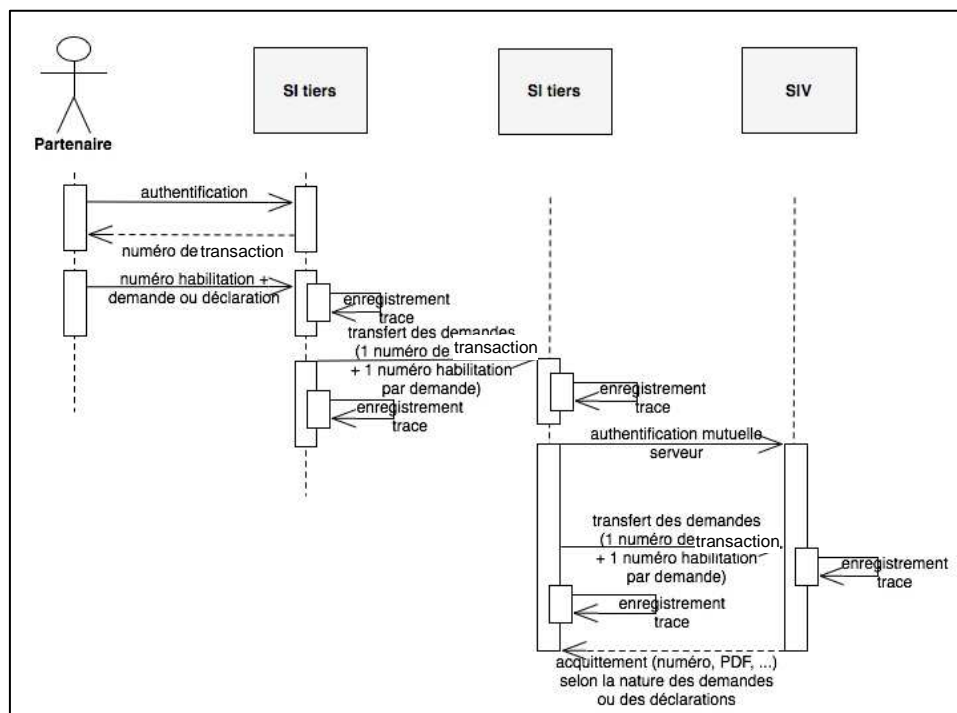 SI tiers
SI tiers
SIV
Partenaire
authentification
numéro de transaction
numéro habilitation +
demande ou déclaration
enregistrement
trace
transfert des demandes
(1 numéro de transaction
+ 1 numéro habilitation
par demande)
enregistrement
trace
enregistrement
trace
authentification mutuelle
serveur
transfert des demandes
(1 numéro de transaction
+ 1 numéro habilitation
par demande)
enregistrement
trace
enregistrement
trace
acquittement (numéro, PDF, ...)
selon la nature des demandes
ou des déclarations